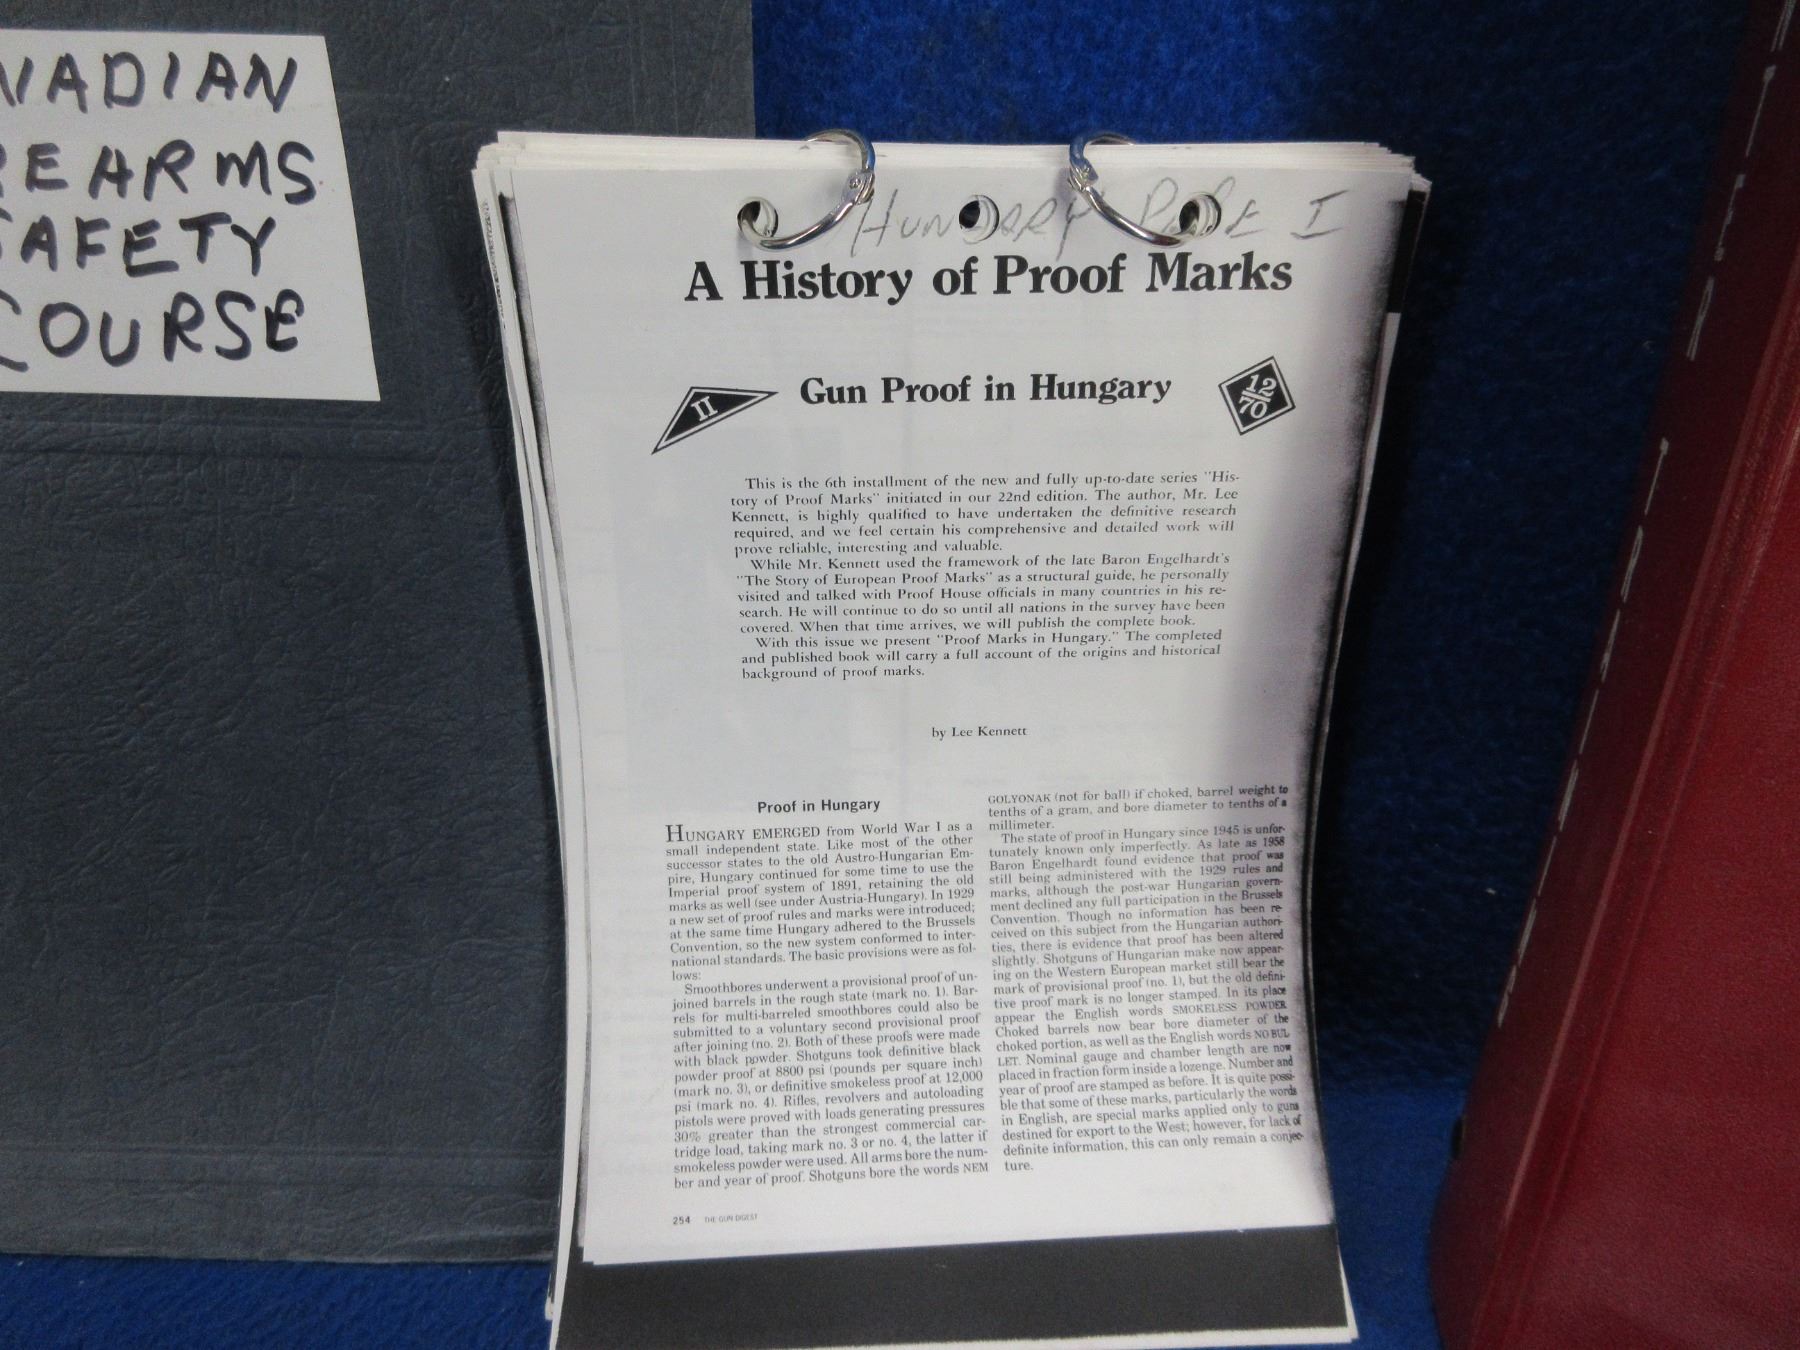 NADIAN
REARMS
SAFETY
COURSE
HUNGARY PAGE I
A History of Proof Marks
II
Gun Proof in Hungary
12
70
This is the 6th installment of the new and fully up-to-date series "His-
tory of Proof Marks" initiated in our 22nd edition. The author, Mr. Lee
Kennett, is highly qualified to have undertaken the definitive research
required, and we feel certain his comprehensive and detailed work will
prove reliable, interesting and valuable.
While Mr. Kennett used the framework of the late Baron Engelhardt's
"The Story of European Proof Marks" as a structural guide, he personally
visited and talked with Proof House officials in many countries in his re-
search. He will continue to do so until all nations in the survey have been
covered. When that time arrives, we will publish the complete book.
With this issue we present "Proof Marks in Hungary." The completed
and published book will carry a full account of the origins and historical
background of proof marks.
by Lee Kennett
Proof in Hungary
HUNGARY EMERGED from World War I as a
small independent state. Like most of the other
successor states to the old Austro-Hungarian Em-
pire, Hungary continued for some time to use the
Imperial proof system of 1891, retaining the old
marks as well (see under Austria-Hungary). In 1929
a new set of proof rules and marks were introduced;
at the same time Hungary adhered to the Brussels
Convention, so the new system conformed to inter-
national standards. The basic provisions were as fol-
lows:
Smoothbores underwent a provisional proof of un-
joined barrels in the rough state (mark no. 1). Bar-
rels for multi-barreled smoothbores could also be
submitted to a voluntary second provisional proof
after joining (no. 2). Both of these proofs were made
with black powder. Shotguns took definitive black
powder proof at 8800 psi (pounds per square inch)
(mark no. 3), or definitive smokeless proof at 12,000
psi (mark no. 4). Rifles, revolvers and autoloading
pistols were proved with loads generating pressures
30% greater than the strongest commercial car-
tridge load, taking mark no. 3 or no. 4, the latter if
smokeless powder were used. All arms bore the num-
ber and year of proof. Shotguns bore the words NEM
GOLYONAK (not for ball) if choked, barrel weight to
tenths of a gram, and bore diameter to tenths of a
millimeter.
The state of proof in Hungary since 1945 is unfor-
tunately known only imperfectly. As late as 1958
Baron Engelhardt found evidence that proof was
still being administered with the 1929 rules and
marks, although the post-war Hungarian govern-
ment declined any full participation in the Brussels
Convention. Though no information has been re-
ceived on this subject from the Hungarian authori-
ties, there is evidence that proof has been altered
slightly. Shotguns of Hungarian make now appear-
ing on the Western European market still bear the
mark of provisional proof (no. 1), but the old defini-
tive proof mark is no longer stamped. In its place
appear the English words SMOKELESS POWDER
Choked barrels now bear bore diameter of the
choked portion, as well as the English words NO BUL
LET. Nominal gauge and chamber length are now
placed in fraction form inside a lozenge. Number and
year of proof are stamped as before. It is quite possi-
ble that some of these marks, particularly the words
in English, are special marks applied only to guns
destined for export to the West; however, for lack of
definite information, this can only remain a conjec-
ture.
254 THE GUN DIGEST